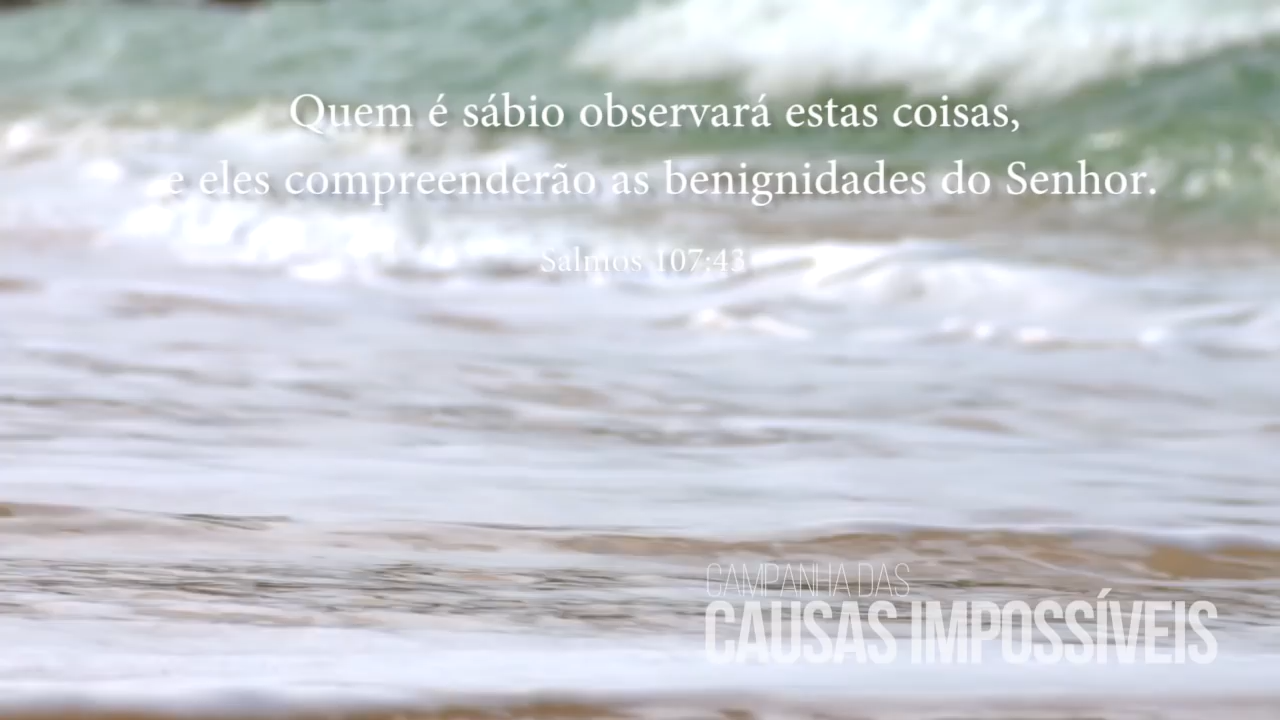 Quem é sábio observará estas coisas,
e eles compreenderão as benignidades do Senhor.
Salmos 107:43
CAMPANHA DAS
CAUSAS IMPOSSÍVEIS